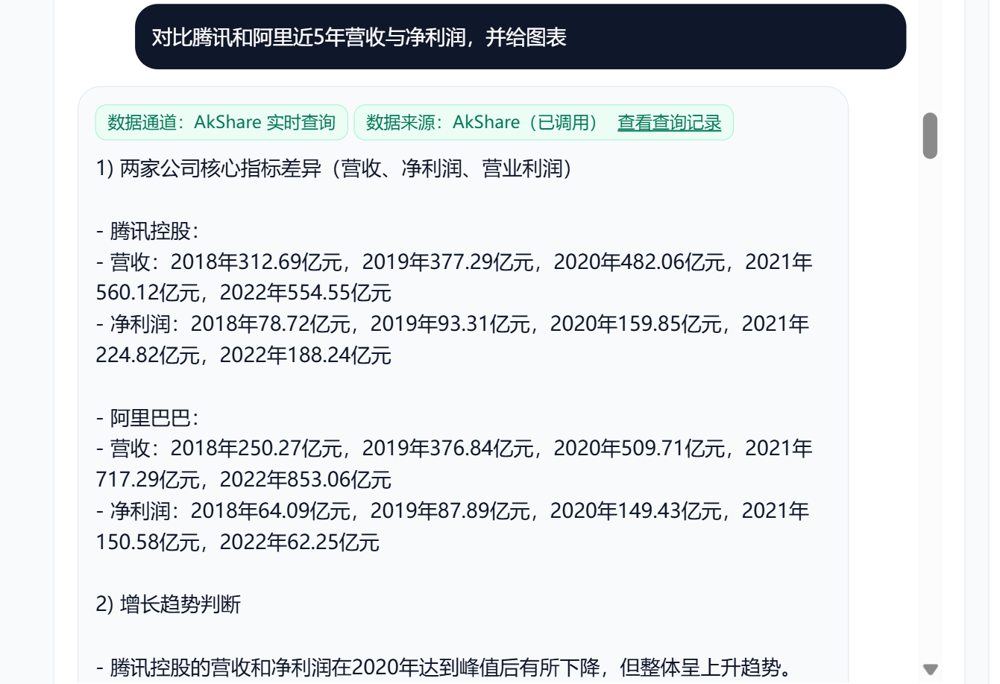 对比腾讯和阿里近5年营收与净利润，并给图表
数据通道：AkShare 实时查询
数据来源：AkShare（已调用） 查看查询记录
1) 两家公司核心指标差异（营收、净利润、营业利润）
- 腾讯控股：
- 营收：2018年312.69亿元，2019年377.29亿元，2020年482.06亿元，2021年
560.12亿元，2022年554.55亿元
- 净利润：2018年78.72亿元，2019年93.31亿元，2020年159.85亿元，2021年
224.82亿元，2022年188.24亿元
- 阿里巴巴：
- 营收：2018年250.27亿元，2019年376.84亿元，2020年509.71亿元，2021年
717.29亿元，2022年853.06亿元
- 净利润：2018年64.09亿元，2019年87.89亿元，2020年149.43亿元，2021年
150.58亿元，2022年62.25亿元
2) 增长趋势判断
- 腾讯控股的营收和净利润在2020年达到峰值后有所下降，但整体呈上升趋势。